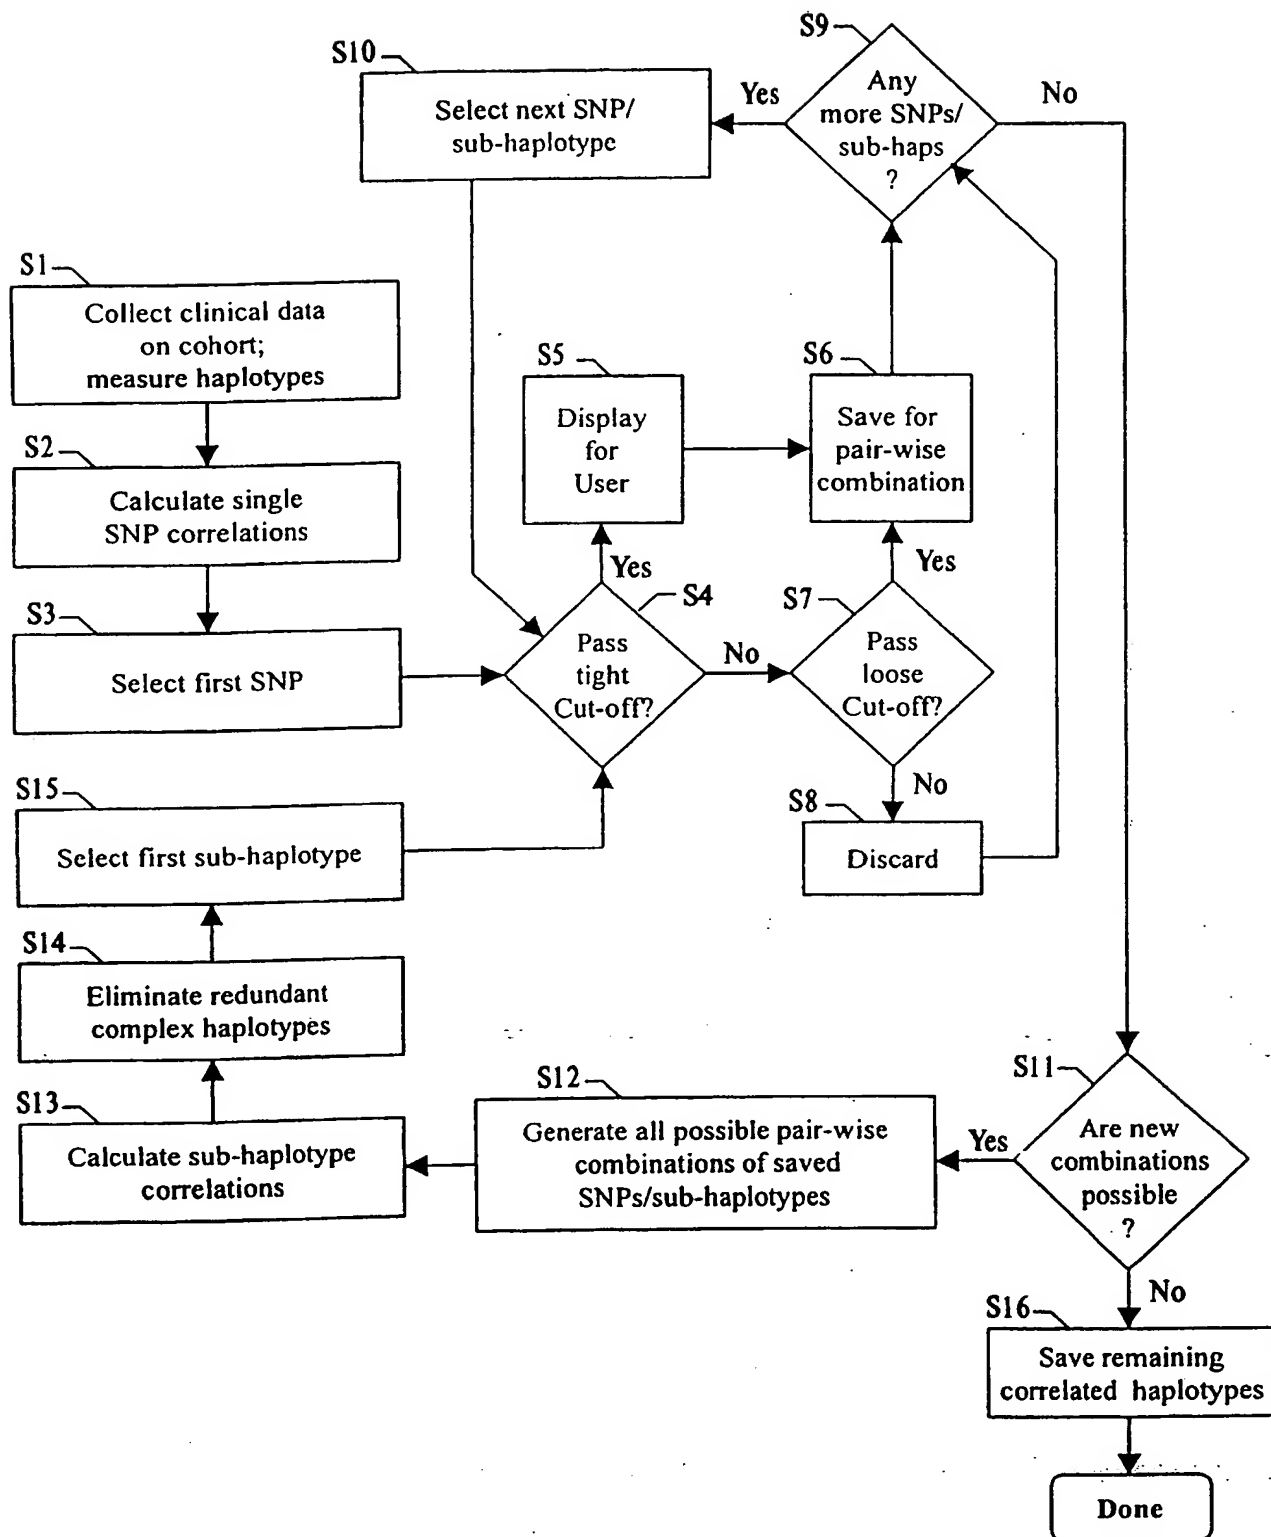 S9
S10
Any
more SNPs/
sub-haps
?
Yes
No
Select next SNP/
sub-haplotype
S1
Collect clinical data
on cohort;
measure haplotypes
S5
Display
for
User
S6
Save for
pair-wise
combination
S2
Calculate single
SNP correlations
Yes
Yes
S3
Select first SNP
S4
Pass
tight
Cut-off?
No
S7
Pass
loose
Cut-off?
No
S15
Select first sub-haplotype
S8
Discard
S14
Eliminate redundant
complex haplotypes
S13
Calculate sub-haplotype
correlations
S12
Generate all possible pair-wise
combinations of saved
SNPs/sub-haplotypes
Yes
S11
Are new
combinations
possible
?
No
S16
Save remaining
correlated haplotypes
Done